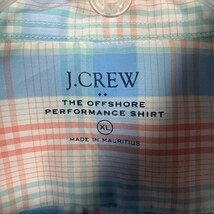 J.CREW
THE OFFSHORE
PERFORMANCE SHIRT
XL
MADE IN MAURITIUS